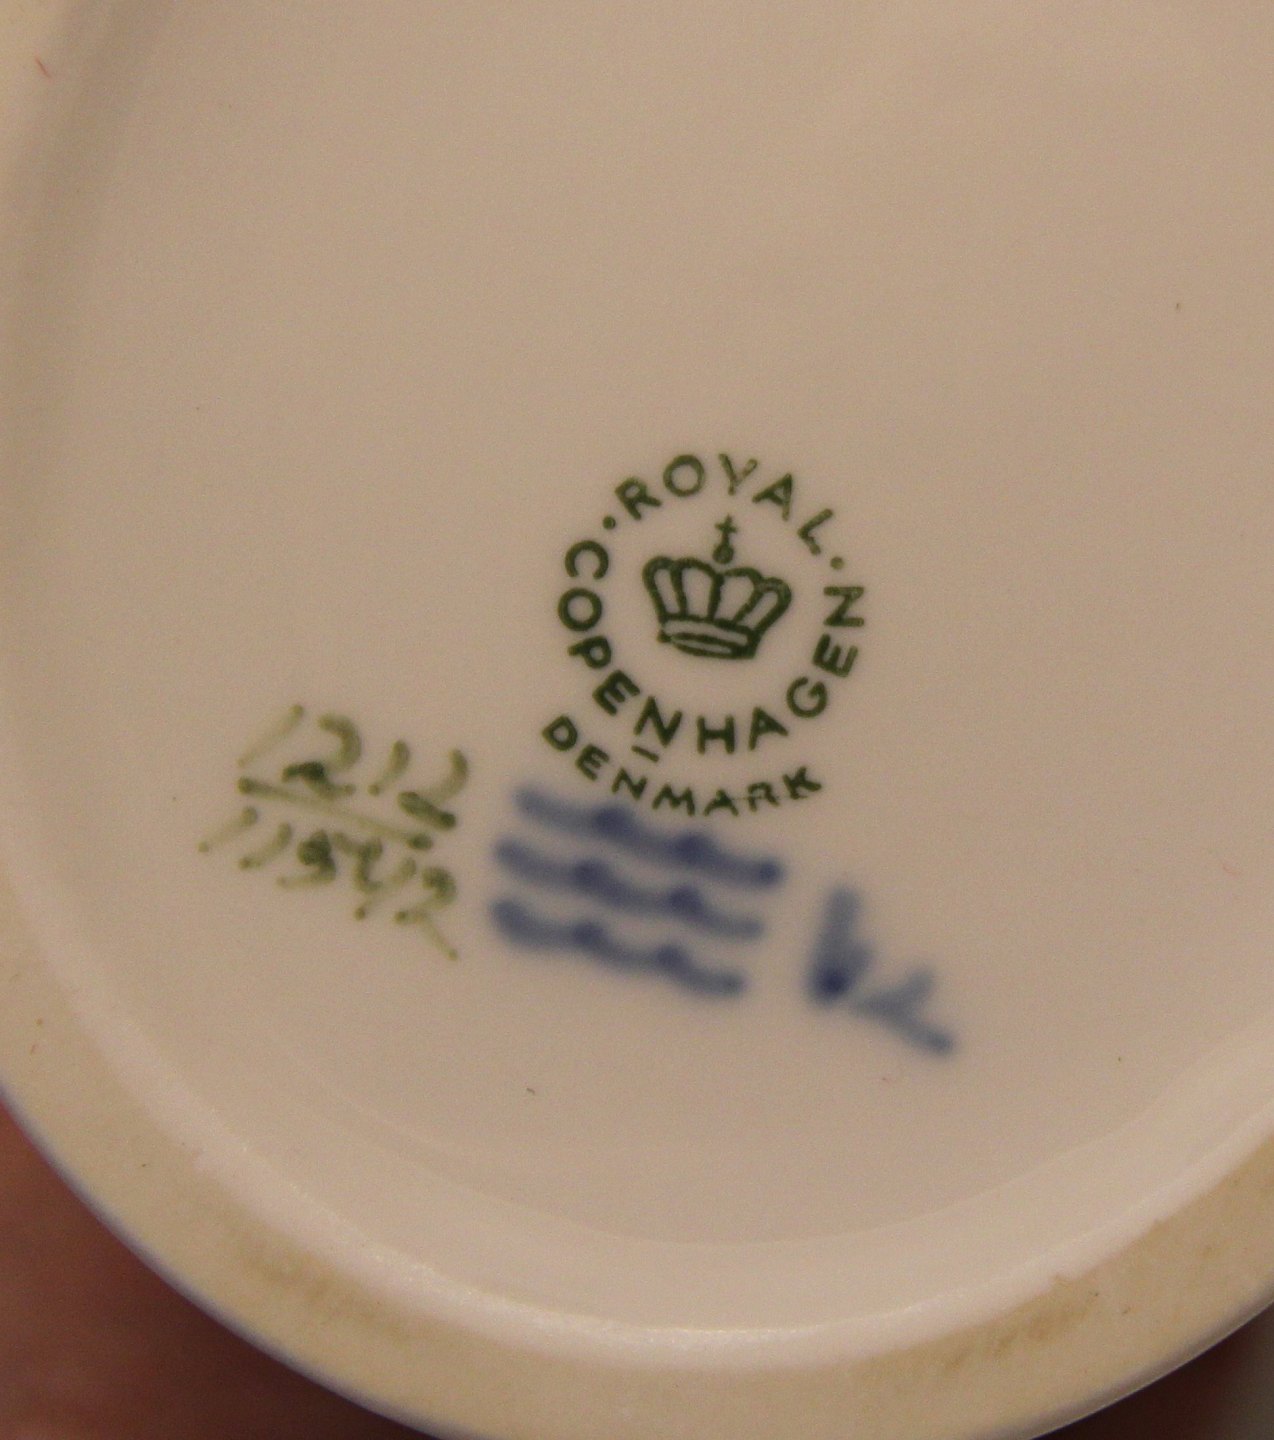 · ROYAL ·
COPENHAGEN
DENMARK
1212
11542